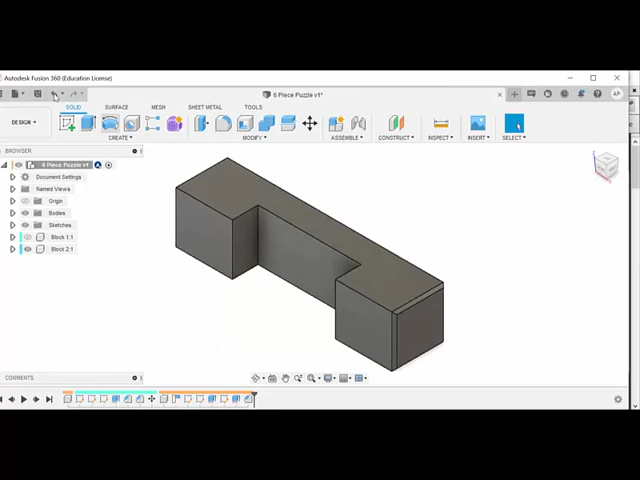 Autodesk Fusion 360 (Education License)
6 Piece Puzzle v1*
AP
SOLID SURFACE MESH SHEET METAL TOOLS
DESIGN
CREATE MODIFY ASSEMBLE CONSTRUCT INSPECT INSERT SELECT
BROWSER
6 Piece Puzzle v1
Document Settings
Named Views
Origin
Bodies
Sketches
Block 1:1
Block 2:1
COMMENTS